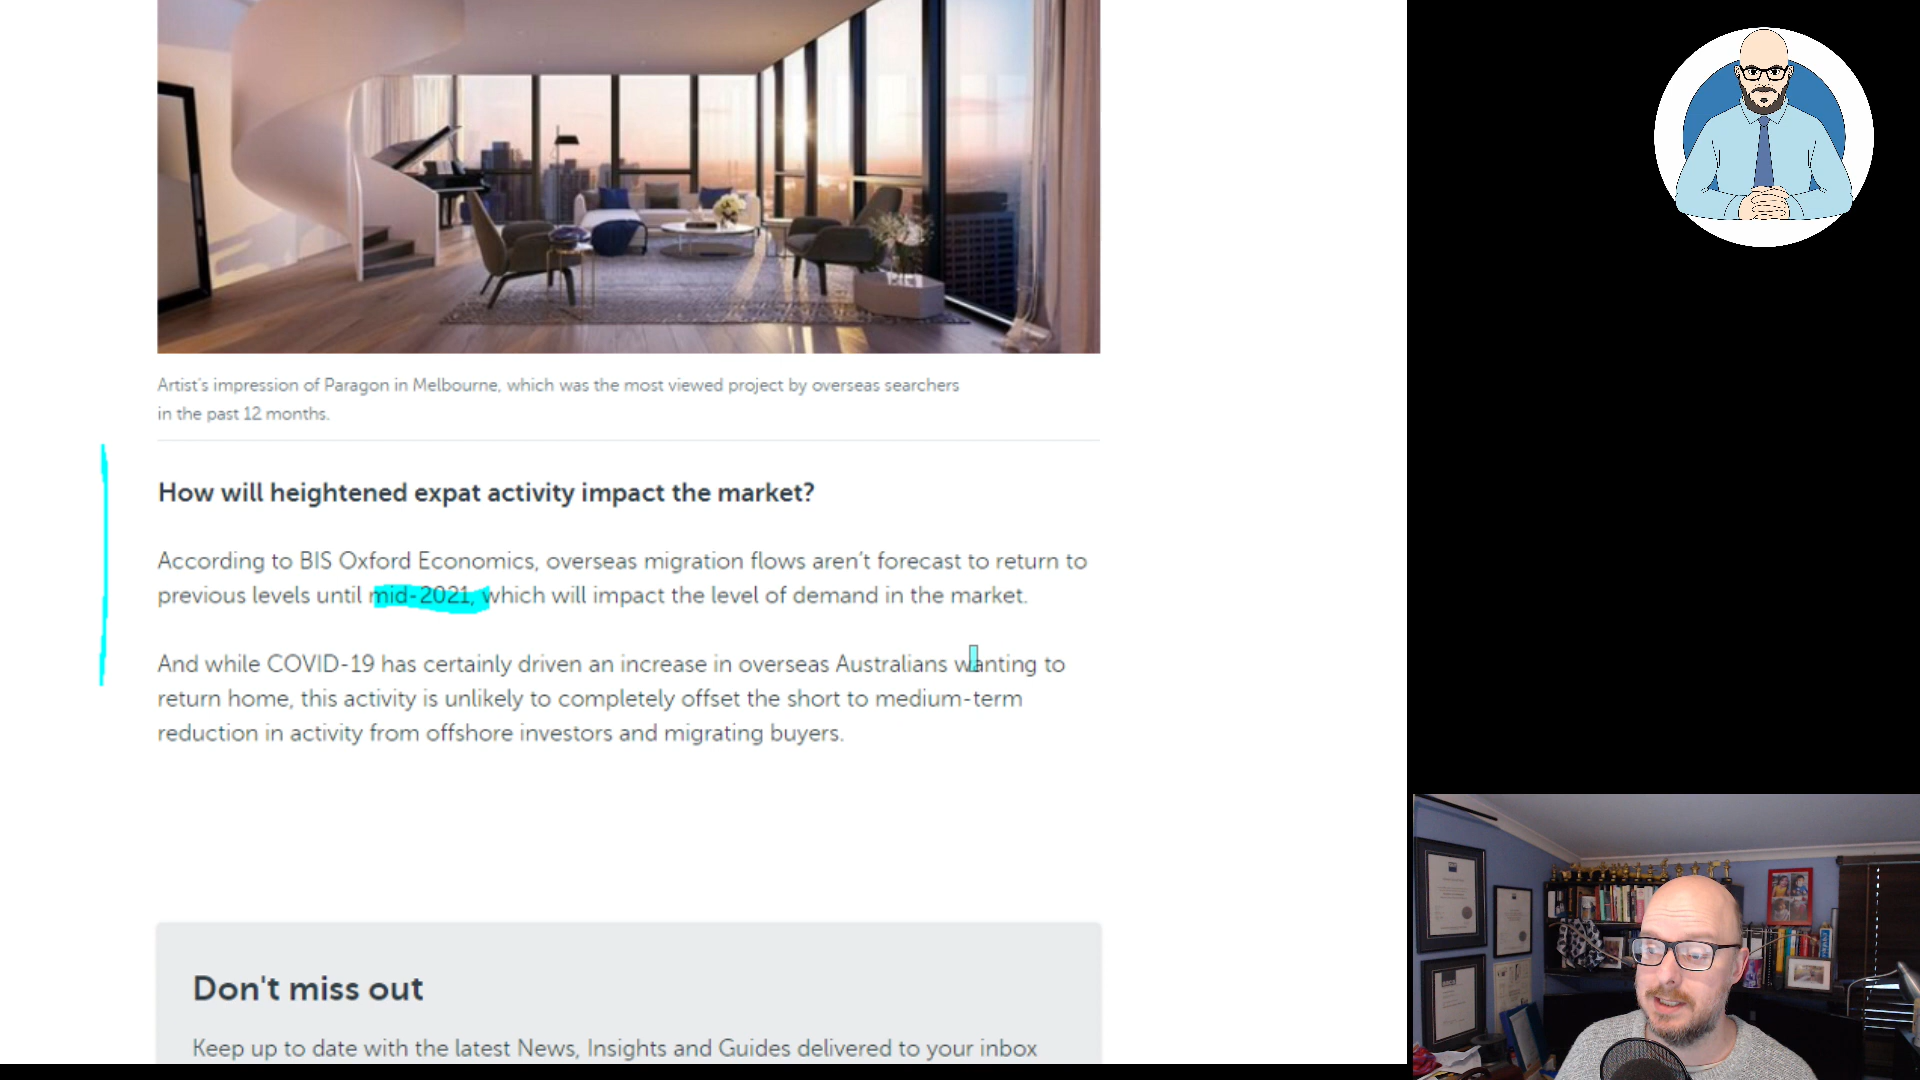 Artist's impression of Paragon in Melbourne, which was the most viewed project by overseas searchers
in the past 12 months.
How will heightened expat activity impact the market?
According to BIS Oxford Economics, overseas migration flows aren't forecast to return to
previous levels until mid-2021, which will impact the level of demand in the market.
And while COVID-19 has certainly driven an increase in overseas Australians wanting to
return home, this activity is unlikely to completely offset the short to medium-term
reduction in activity from offshore investors and migrating buyers.
Don't miss out
Keep up to date with the latest News, Insights and Guides delivered to your inbox